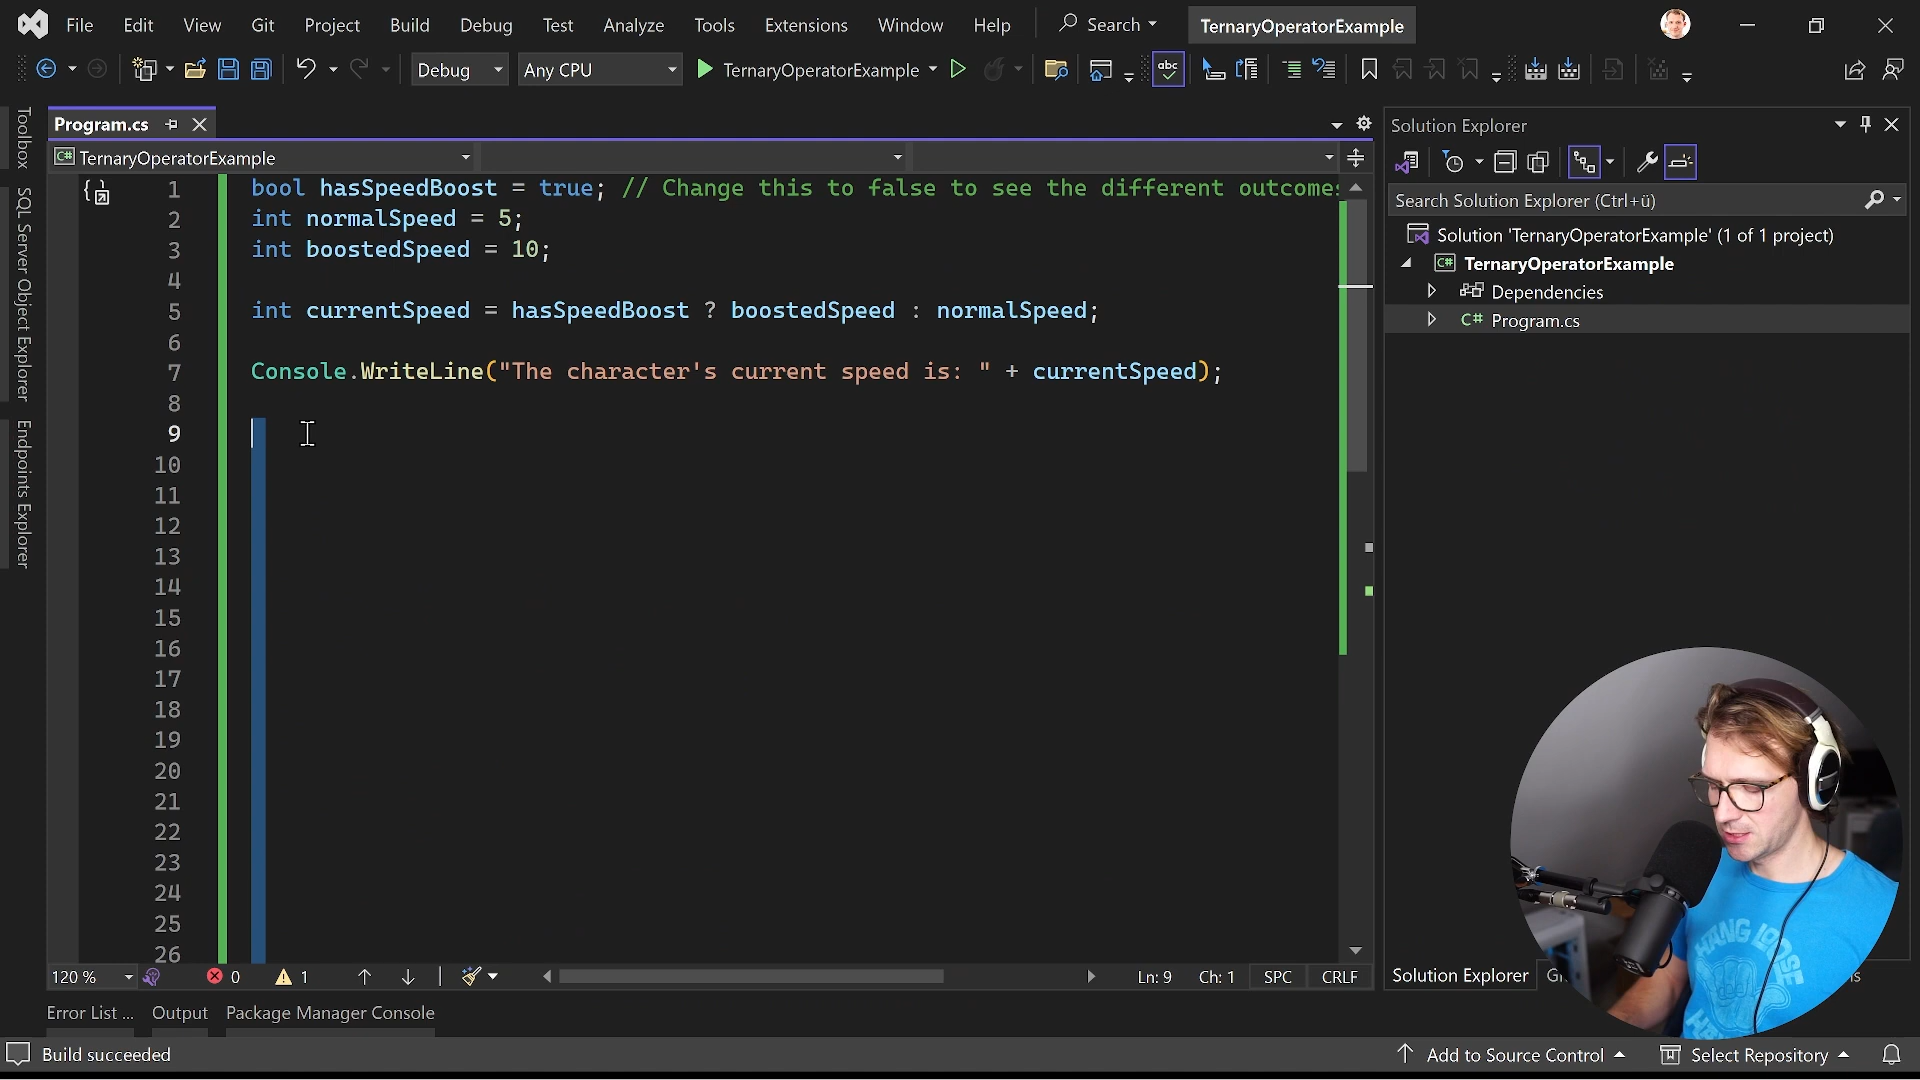 File Edit View Git Project Build Debug Test Analyze Tools Extensions Window Help Search TernaryOperatorExample
Debug Any CPU TernaryOperatorExample abc
Toolbox
SQL Server Object Explorer
Endpoints Explorer
Program.cs
C# TernaryOperatorExample
1 bool hasSpeedBoost = true; // Change this to false to see the different outcomes
2 int normalSpeed = 5;
3 int boostedSpeed = 10;
4
5 int currentSpeed = hasSpeedBoost ? boostedSpeed : normalSpeed;
6
7 Console.WriteLine("The character's current speed is: " + currentSpeed);
8
9
10
11
12
13
14
15
16
17
18
19
20
21
22
23
24
25
26
120 % 0 1 Ln: 9 Ch: 1 SPC CRLF
Solution Explorer
Search Solution Explorer (Ctrl+ü)
Solution 'TernaryOperatorExample' (1 of 1 project)
C# TernaryOperatorExample
Dependencies
C# Program.cs
HANG LOOSE
Solution Explorer
Error List ... Output Package Manager Console
Build succeeded Add to Source Control Select Repository